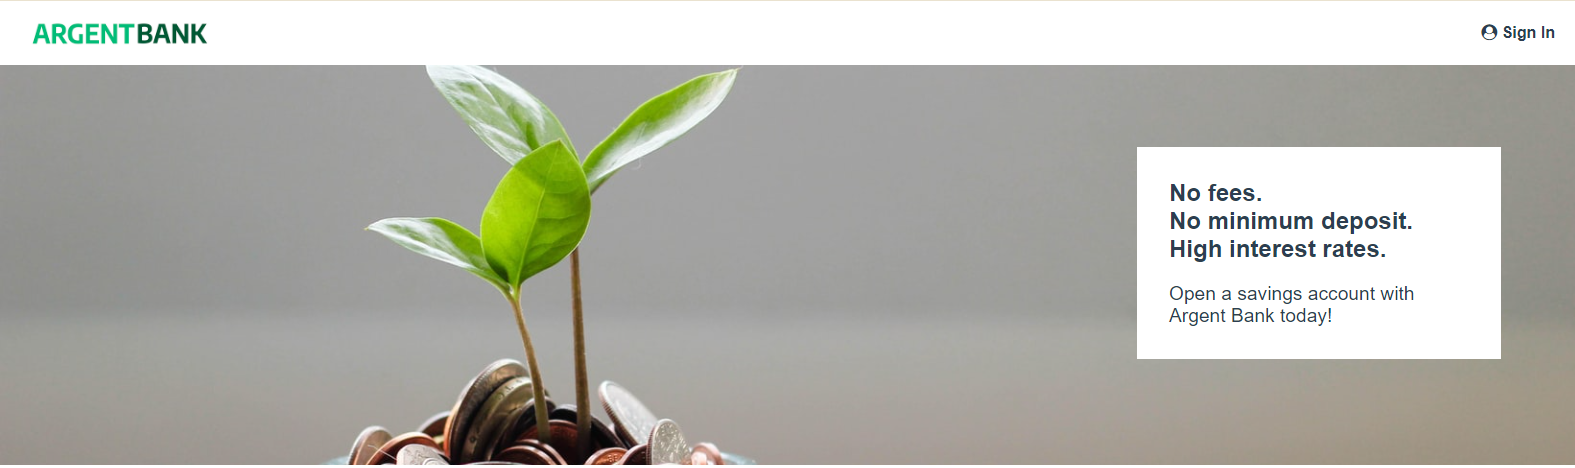 ARGENTBANK
Sign In
No fees.
No minimum deposit.
High interest rates.
Open a savings account with
Argent Bank today!